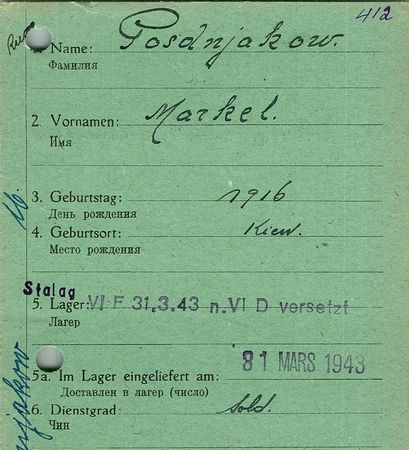 412
Russ
1. Name: Posdnjakow.
Фамилия
2. Vornamen: Markel.
Имя
3. Geburtstag: 1916
День рождения
4. Geburtsort: Kiew.
Место рождения
Stalag
5. Lager: VI F 31.3.43 n. VI D versetzt
Лагерь
31 MARS 1943
5a. Im Lager eingeliefert am:
Доставлен в лагерь (число)
6. Dienstgrad: Sold.
Чин